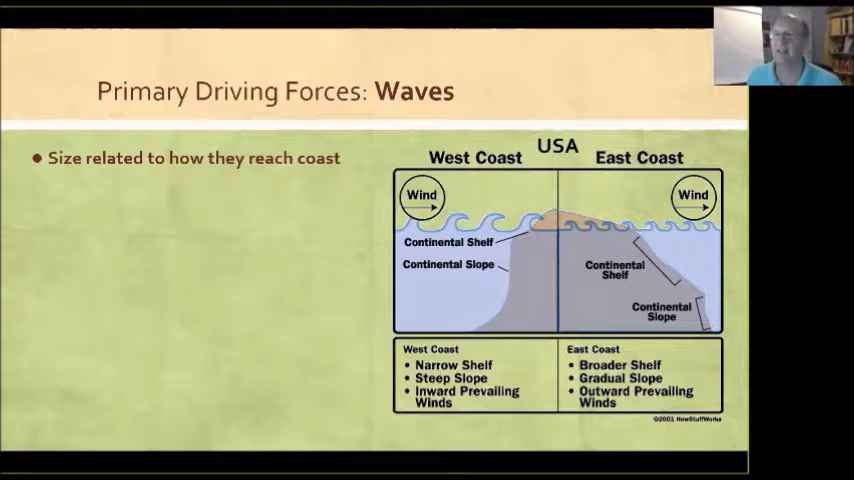 Primary Driving Forces: Waves
• Size related to how they reach coast
USA
West Coast East Coast
Wind Wind
Continental Shelf
Continental Slope
Continental
Shelf
Continental
Slope
West Coast
• Narrow Shelf
• Steep Slope
• Inward Prevailing
Winds
East Coast
• Broader Shelf
• Gradual Slope
• Outward Prevailing
Winds
©2001 HowStuffWorks